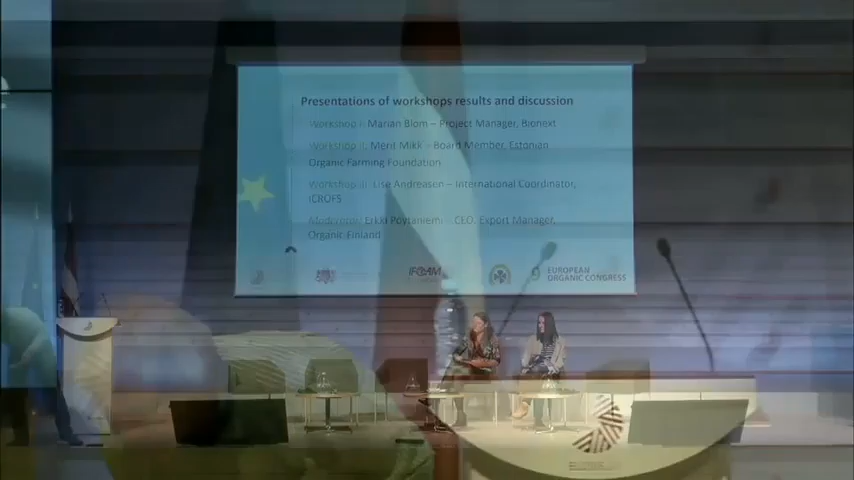 Presentations of workshops results and discussion
Workshop I: Marian Blom – Project Manager, Bionext
Workshop II: Merit Mikk – Board Member, Estonian
Organic Farming Foundation
Workshop III: Lise Andreasen – International Coordinator,
ICROFS
Moderator: Erkki Pöytäniemi – CEO, Export Manager,
Organic Finland
IFOAM
EUROPEAN
ORGANIC CONGRESS